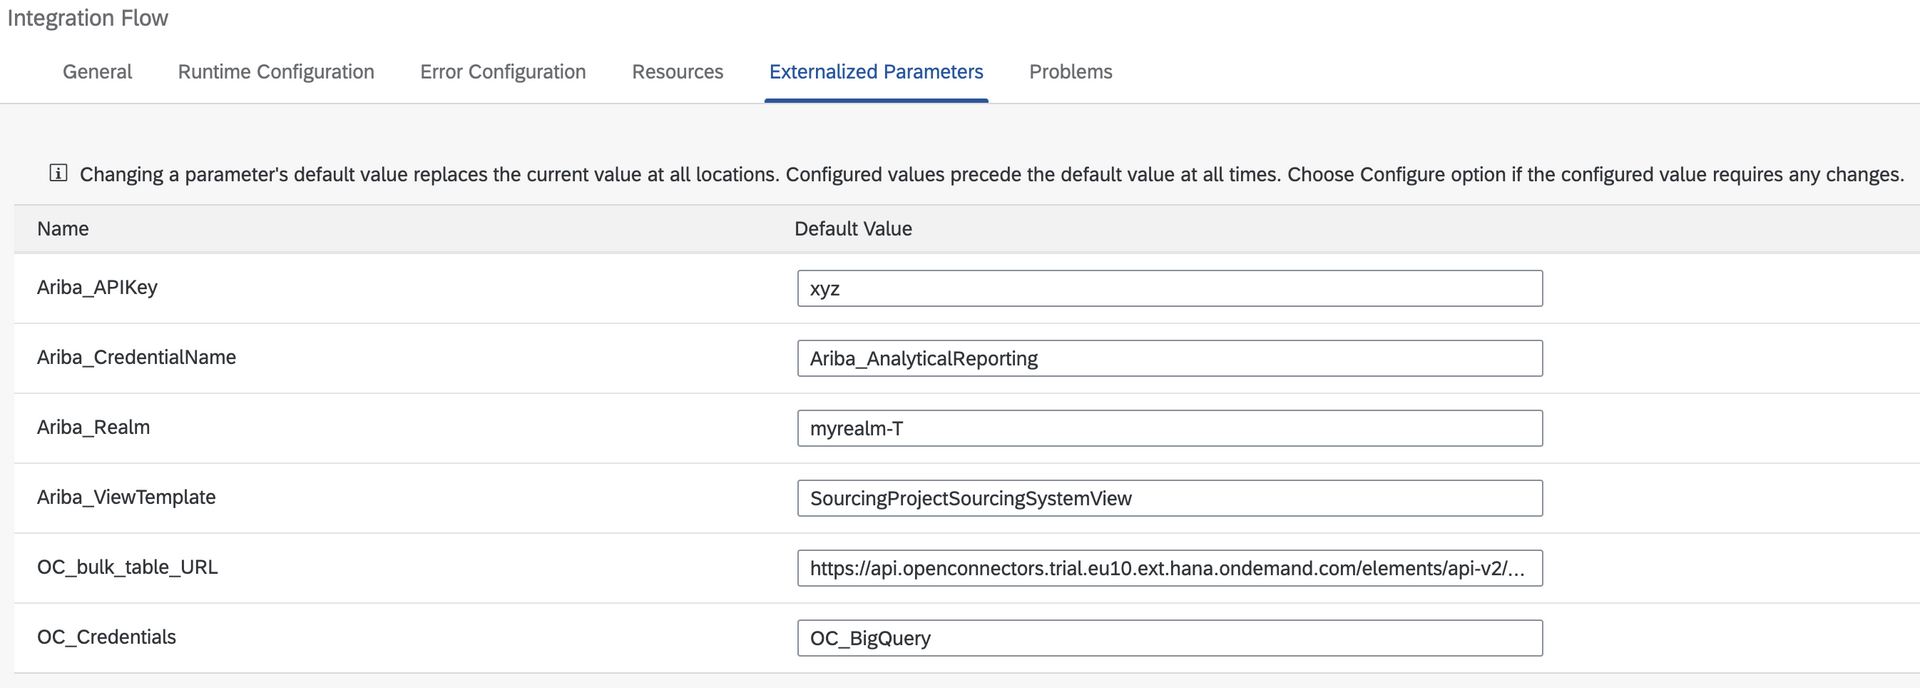 Integration Flow
General Runtime Configuration Error Configuration Resources Externalized Parameters Problems
Changing a parameter's default value replaces the current value at all locations. Configured values precede the default value at all times. Choose Configure option if the configured value requires any changes.
Name Default Value
Ariba_APIKey xyz
Ariba_CredentialName Ariba_AnalyticalReporting
Ariba_Realm myrealm-T
Ariba_ViewTemplate SourcingProjectSourcingSystemView
OC_bulk_table_URL https://api.openconnectors.trial.eu10.ext.hana.ondemand.com/elements/api-v2/...
OC_Credentials OC_BigQuery